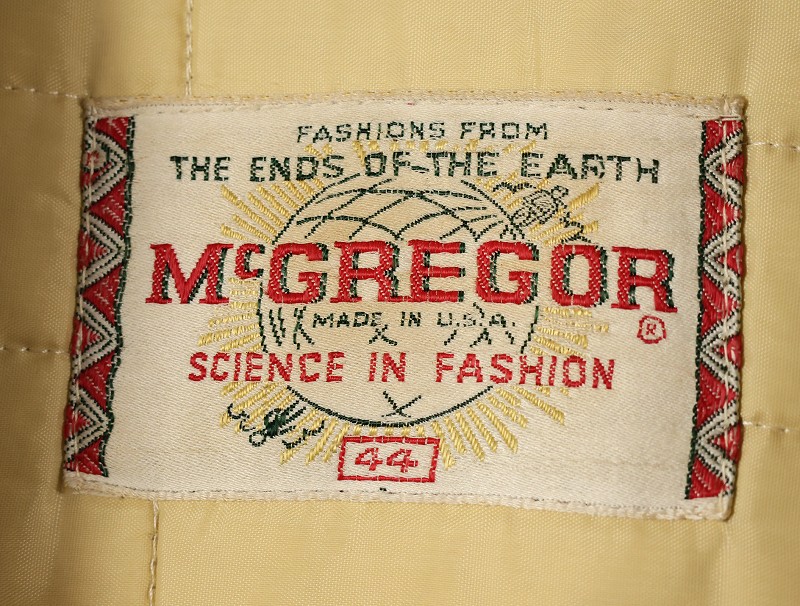 FASHIONS FROM
THE ENDS OF THE EARTH
McGREGOR
®
MADE IN U.S.A.
SCIENCE IN FASHION
44